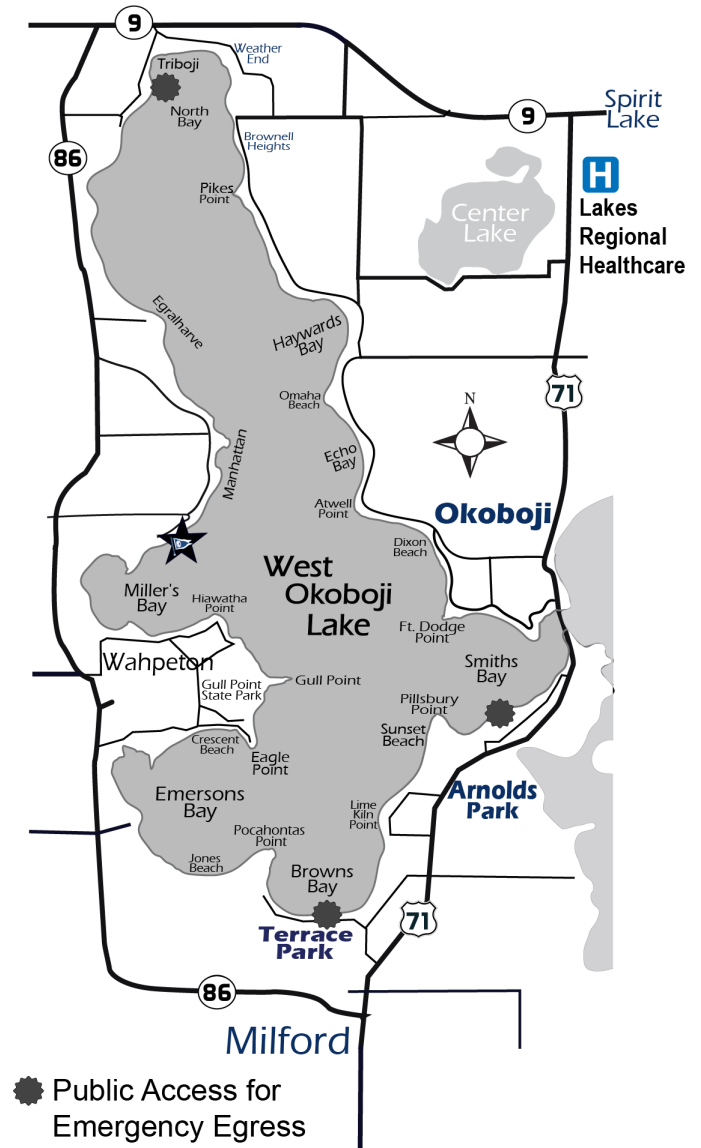 9
Weather
End
Triboji
North
Bay
Spirit
Lake
9
Brownell
Heights
86
H
Lakes
Regional
Healthcare
Pikes
Point
Center
Lake
Egralharve
Haywards
Bay
71
Omaha
Beach
N
Manhattan
Echo
Bay
Atwell
Point
Okoboji
Dixon
Beach
West
Okoboji
Lake
Miller's
Bay
Hiawatha
Point
Ft. Dodge
Point
Wahpeton
Smiths
Bay
Gull Point
State Park
Gull Point
Pillsbury
Point
Sunset
Beach
Crescent
Beach
Eagle
Point
Emersons
Bay
Arnolds
Park
Lime
Kiln
Point
Pocahontas
Point
Jones
Beach
Browns
Bay
71
Terrace
Park
86
Milford
Public Access for
Emergency Egress